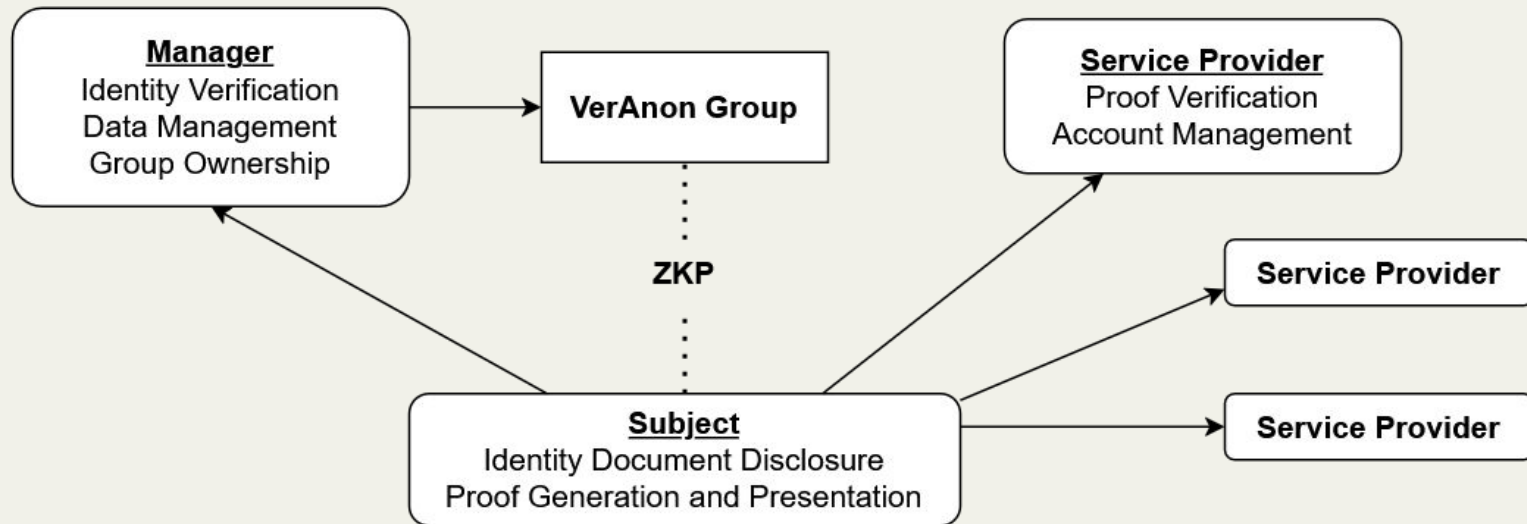 Manager
Identity Verification
Data Management
Group Ownership
VerAnon Group
Service Provider
Proof Verification
Account Management
ZKP
Service Provider
Service Provider
Subject
Identity Document Disclosure
Proof Generation and Presentation